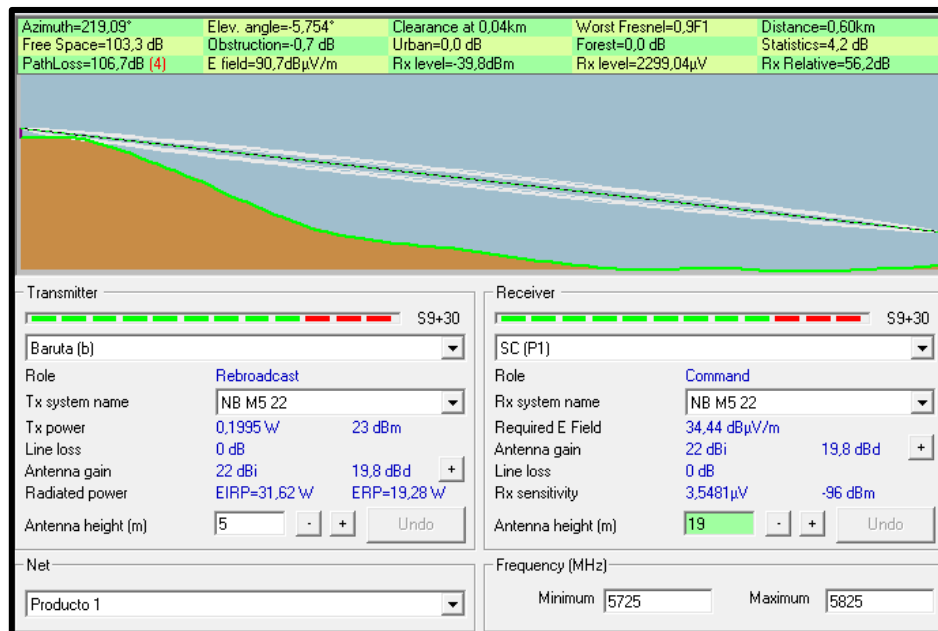 Azimuth=219,09° Elev. angle=-5,754° Clearance at 0,04km Worst Fresnel=0,9F1 Distance=0,60km
Free Space=103,3 dB Obstruction=-0,7 dB Urban=0,0 dB Forest=0,0 dB Statistics=4,2 dB
PathLoss=106,7dB (4) E field=90,7dBµV/m Rx level=-39,8dBm Rx level=2299,04µV Rx Relative=56,2dB
Transmitter
S9+30
Baruta (b)
Role Rebroadcast
Tx system name NB M5 22
Tx power 0,1995 W 23 dBm
Line loss 0 dB
Antenna gain 22 dBi 19,8 dBd +
Radiated power EIRP=31,62 W ERP=19,28 W
Antenna height (m) 5 - + Undo
Receiver
S9+30
SC (P1)
Role Command
Rx system name NB M5 22
Required E Field 34,44 dBµV/m
Antenna gain 22 dBi 19,8 dBd +
Line loss 0 dB
Rx sensitivity 3,5481µV -96 dBm
Antenna height (m) 19 - + Undo
Net
Producto 1
Frequency (MHz)
Minimum 5725 Maximum 5825